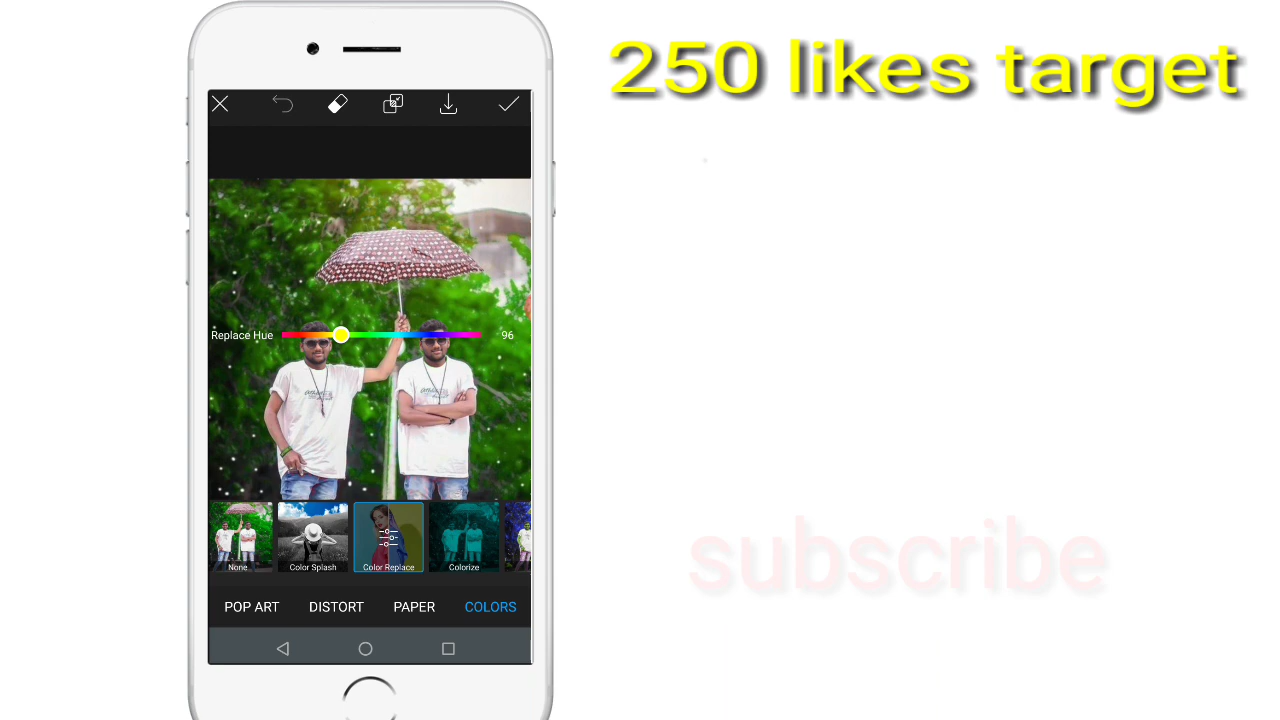 250 likes target
Replace Hue 96
None Color Splash Color Replace Colorize
POP ART DISTORT PAPER COLORS
subscribe